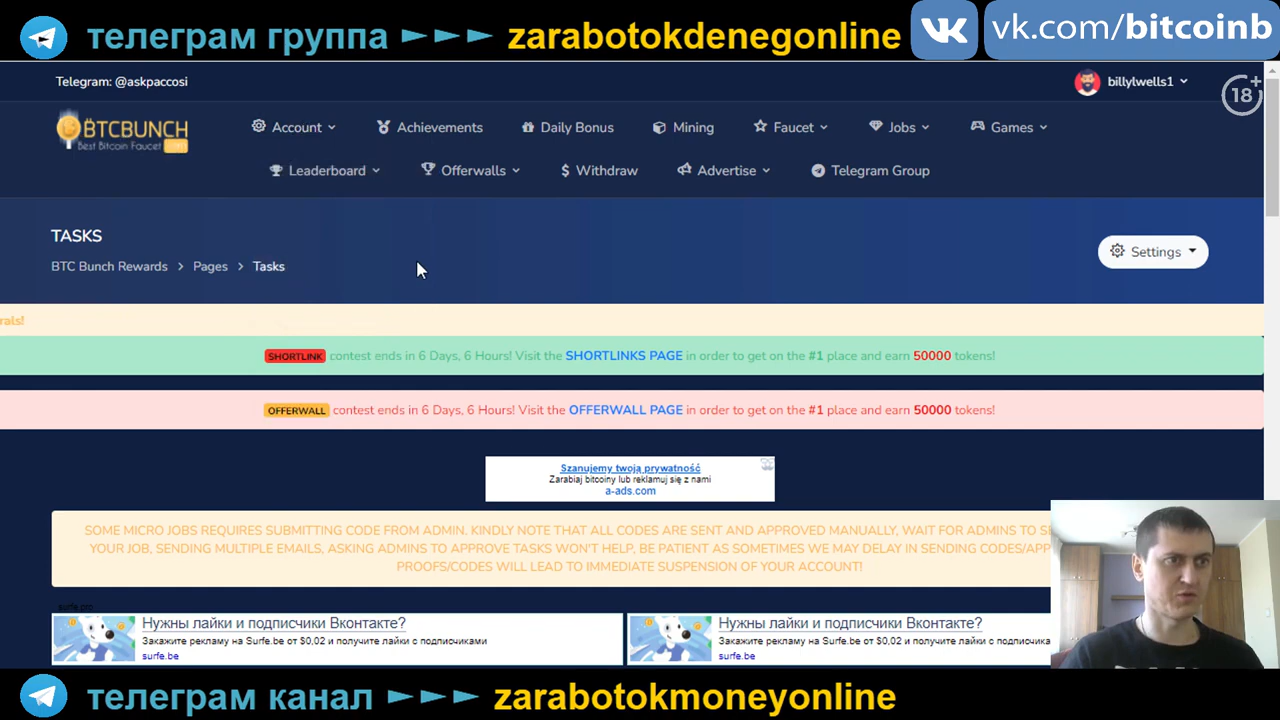 телеграм группа ►►► zarabotokdenegonline
vk.com/bitcoinb
Telegram: @askpaccosi
billylwells1
18+
BTCBUNCH
Best Bitcoin Faucet .com
Account
Achievements
Daily Bonus
Mining
Faucet
Jobs
Games
Leaderboard
Offerwalls
Withdraw
Advertise
Telegram Group
TASKS
BTC Bunch Rewards > Pages > Tasks
Settings
rals!
SHORTLINK contest ends in 6 Days, 6 Hours! Visit the SHORTLINKS PAGE in order to get on the #1 place and earn 50000 tokens!
OFFERWALL contest ends in 6 Days, 6 Hours! Visit the OFFERWALL PAGE in order to get on the #1 place and earn 50000 tokens!
Szanujemy twoją prywatność
Zarabiaj bitcoiny lub reklamuj się z nami
a-ads.com
SOME MICRO JOBS REQUIRES SUBMITTING CODE FROM ADMIN. KINDLY NOTE THAT ALL CODES ARE SENT AND APPROVED MANUALLY, WAIT FOR ADMINS TO SE
YOUR JOB, SENDING MULTIPLE EMAILS, ASKING ADMINS TO APPROVE TASKS WON'T HELP, BE PATIENT AS SOMETIMES WE MAY DELAY IN SENDING CODES/APP
PROOFS/CODES WILL LEAD TO IMMEDIATE SUSPENSION OF YOUR ACCOUNT!
surfe.pro
Нужны лайки и подписчики Вконтакте?
Закажите рекламу на Surfe.be от $0,02 и получите лайки с подписчиками
surfe.be
Нужны лайки и подписчики Вконтакте?
Закажите рекламу на Surfe.be от $0,02 и получите лайки с подписчика
surfe.be
телеграм канал ►►► zarabotokmoneyonline